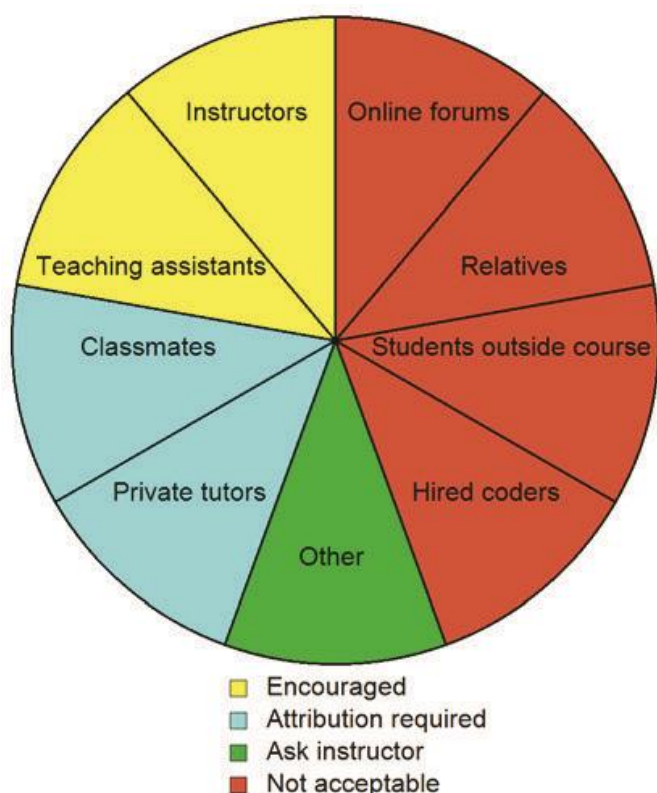 Instructors
Online forums
Teaching assistants
Relatives
Classmates
Students outside course
Private tutors
Hired coders
Other
Encouraged
Attribution required
Ask instructor
Not acceptable